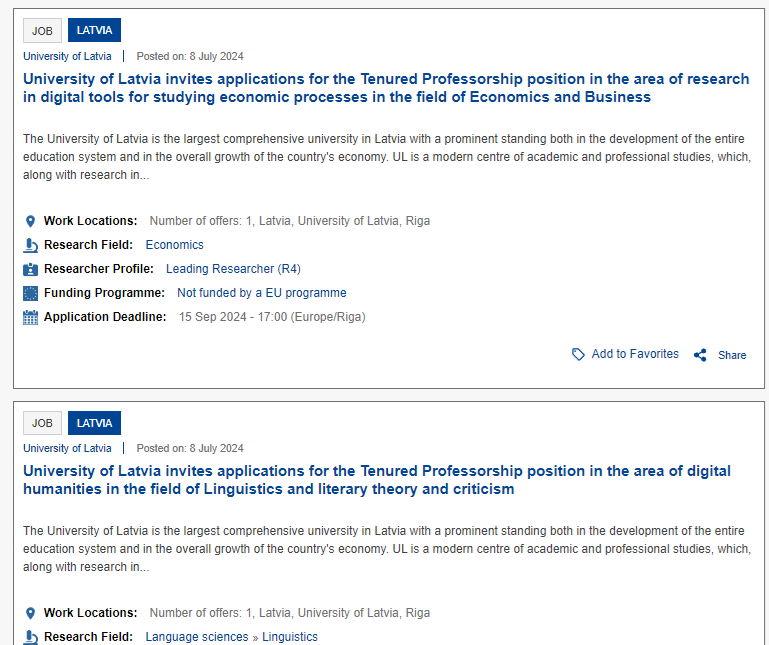 JOB LATVIA
University of Latvia | Posted on: 8 July 2024
University of Latvia invites applications for the Tenured Professorship position in the area of research
in digital tools for studying economic processes in the field of Economics and Business
The University of Latvia is the largest comprehensive university in Latvia with a prominent standing both in the development of the entire
education system and in the overall growth of the country's economy. UL is a modern centre of academic and professional studies, which,
along with research in...
Work Locations: Number of offers: 1, Latvia, University of Latvia, Riga
Research Field: Economics
Researcher Profile: Leading Researcher (R4)
Funding Programme: Not funded by a EU programme
Application Deadline: 15 Sep 2024 - 17:00 (Europe/Riga)
Add to Favorites Share
JOB LATVIA
University of Latvia | Posted on: 8 July 2024
University of Latvia invites applications for the Tenured Professorship position in the area of digital
humanities in the field of Linguistics and literary theory and criticism
The University of Latvia is the largest comprehensive university in Latvia with a prominent standing both in the development of the entire
education system and in the overall growth of the country's economy. UL is a modern centre of academic and professional studies, which,
along with research in...
Work Locations: Number of offers: 1, Latvia, University of Latvia, Riga
Research Field: Language sciences » Linguistics